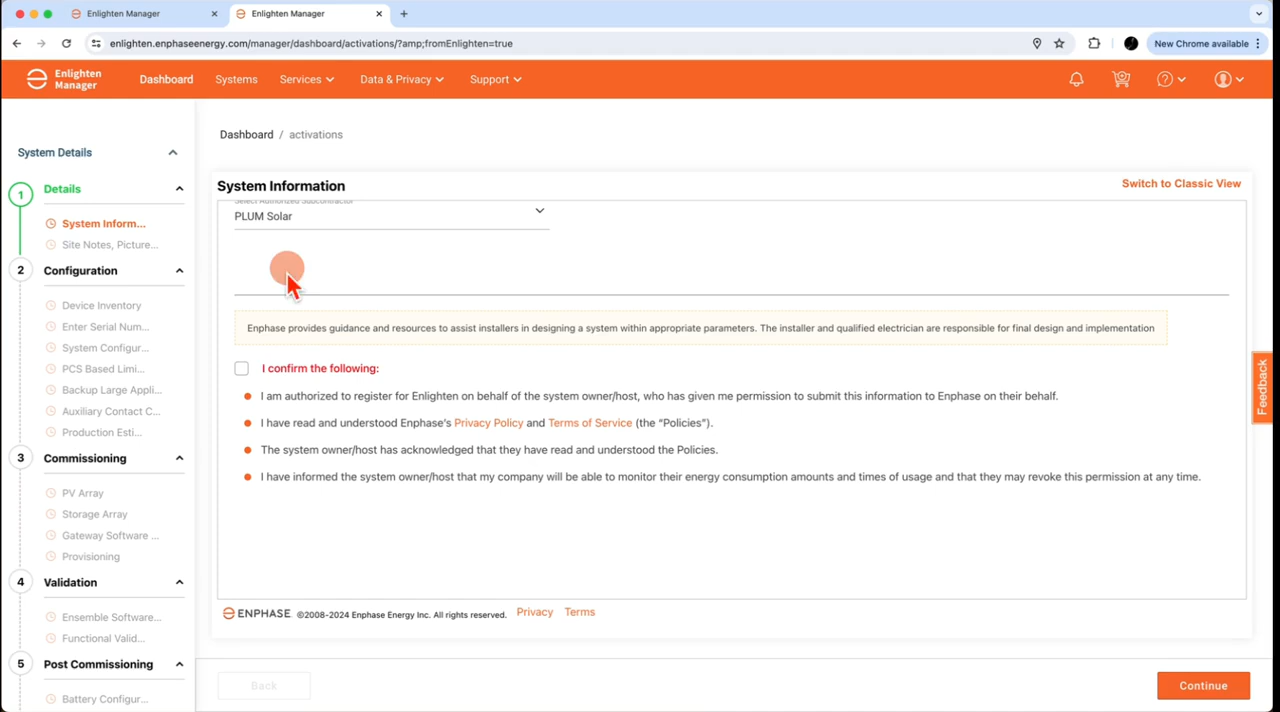 Enlighten Manager
Enlighten Manager
enlighten.enphaseenergy.com/manager/dashboard/activations/?amp;fromEnlighten=true
New Chrome available
Enlighten
Manager
Dashboard
Systems
Services
Data & Privacy
Support
Dashboard / activations
System Details
1
Details
System Inform...
Site Notes, Picture...
2
Configuration
Device Inventory
Enter Serial Num...
System Configur...
PCS Based Limi...
Backup Large Appli...
Auxiliary Contact C...
Production Esti...
3
Commissioning
PV Array
Storage Array
Gateway Software ...
Provisioning
4
Validation
Ensemble Software...
Functional Valid...
5
Post Commissioning
Battery Configur...
System Information
Switch to Classic View
Select Authorized Subcontractor
PLUM Solar
Enphase provides guidance and resources to assist installers in designing a system within appropriate parameters. The installer and qualified electrician are responsible for final design and implementation
I confirm the following:
I am authorized to register for Enlighten on behalf of the system owner/host, who has given me permission to submit this information to Enphase on their behalf.
I have read and understood Enphase's Privacy Policy and Terms of Service (the “Policies”).
The system owner/host has acknowledged that they have read and understood the Policies.
I have informed the system owner/host that my company will be able to monitor their energy consumption amounts and times of usage and that they may revoke this permission at any time.
ENPHASE. ©2008-2024 Enphase Energy Inc. All rights reserved. Privacy Terms
Back
Continue
Feedback